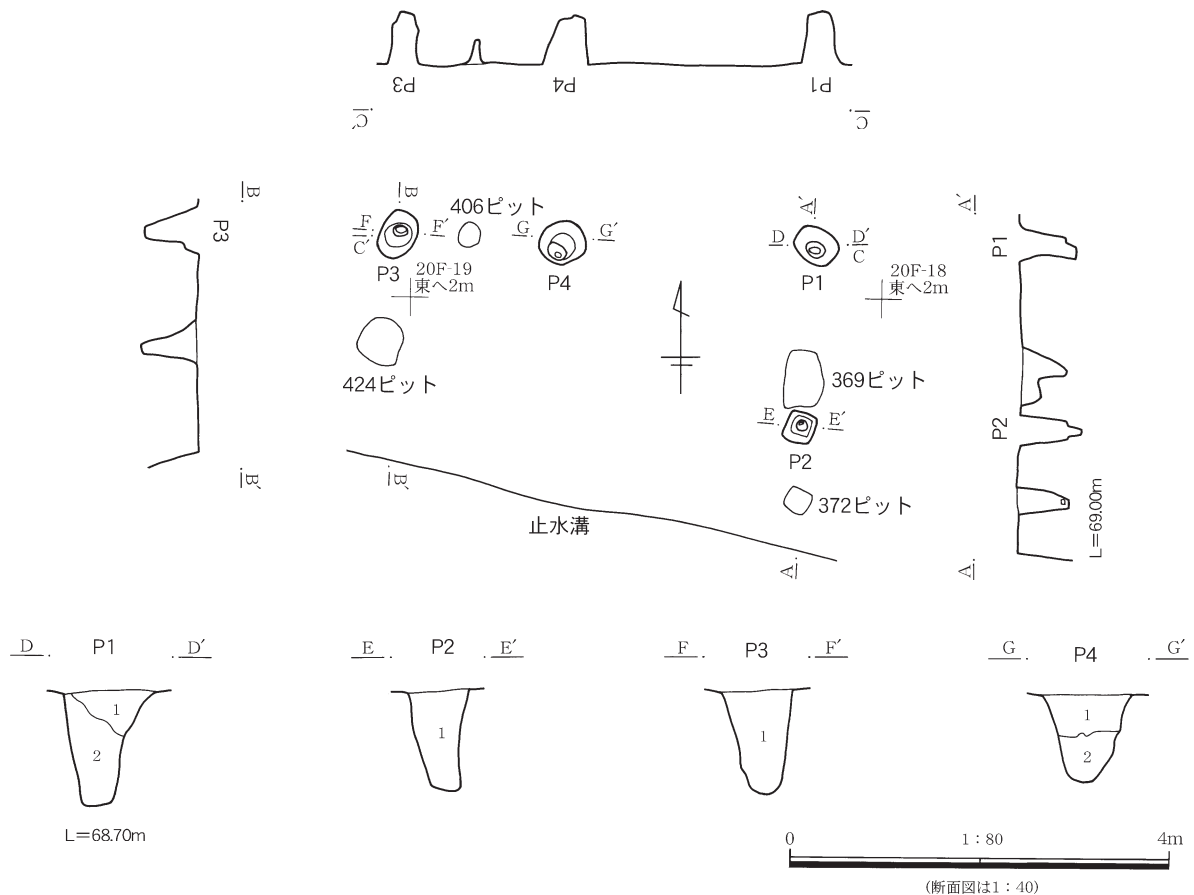 P3
P4
P1
C′
C
B
B
A′
A′
P3
406ピット
F
C′
F′
G
G′
D
D′
C
P1
P3
P4
P1
20F-19
東へ2m
20F-18
東へ2m
424ピット
369ピット
E
E′
P2
P2
B′
B′
372ピット
止水溝
L=69.00m
A
A
D
P1
D′
E
P2
E′
F
P3
F′
G
P4
G′
1
2
1
1
1
2
L=68.70m
0
1:80
4m
(断面図は1:40)